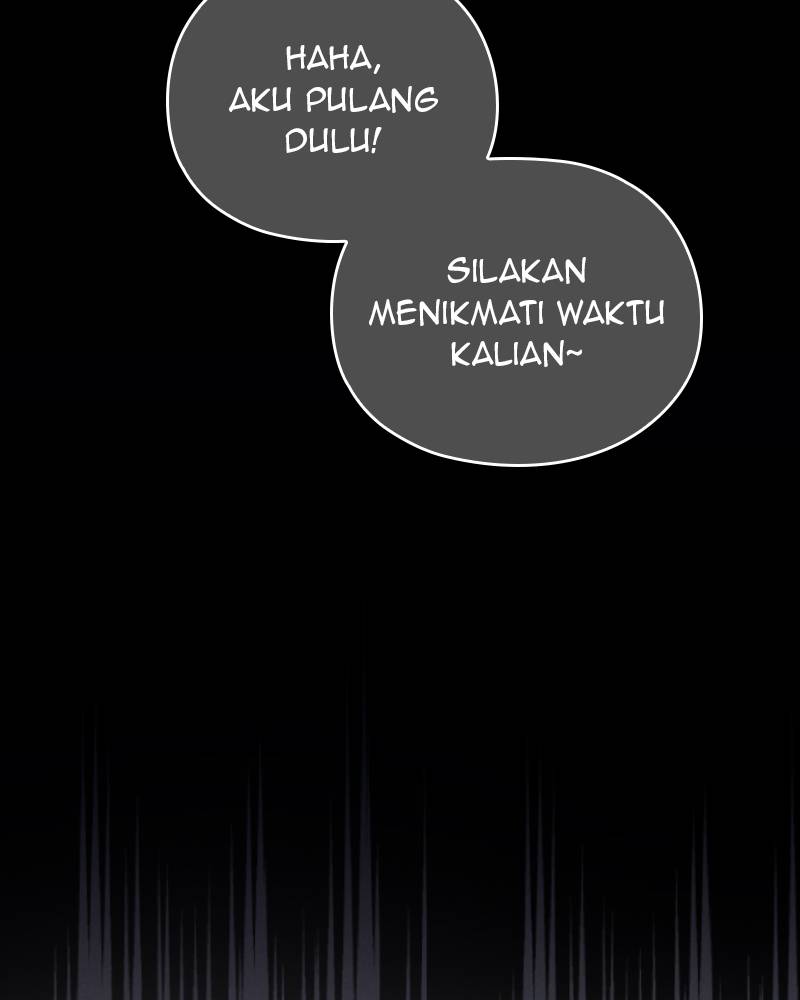 HAHA,
AKU PULANG
DULU!
SILAKAN
MENIKMATI WAKTU
KALIAN~